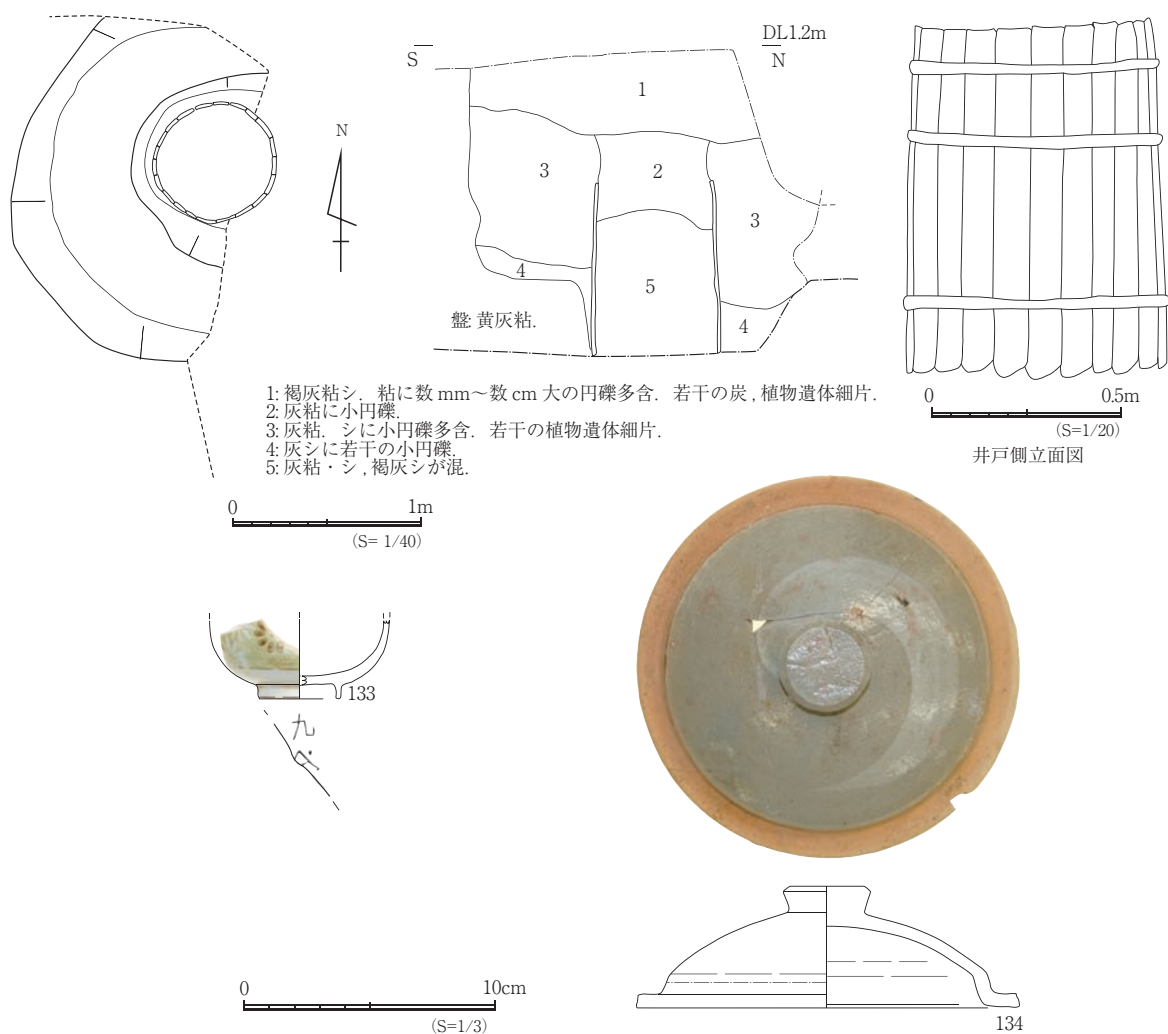 DL1.2m
S
N
1
3
2
3
4
5
4
盤: 黄灰粘.
N
1: 褐灰粘シ. 粘に数 mm～数 cm 大の円礫多含. 若干の炭, 植物遺体細片.
2: 灰粘に小円礫.
3: 灰粘. シに小円礫多含. 若干の植物遺体細片.
4: 灰シに若干の小円礫.
5: 灰粘・シ, 褐灰シが混.
0 1m
(S= 1/40)
0 0.5m
(S=1/20)
井戸側立面図
133
九
0 10cm
(S=1/3)
134